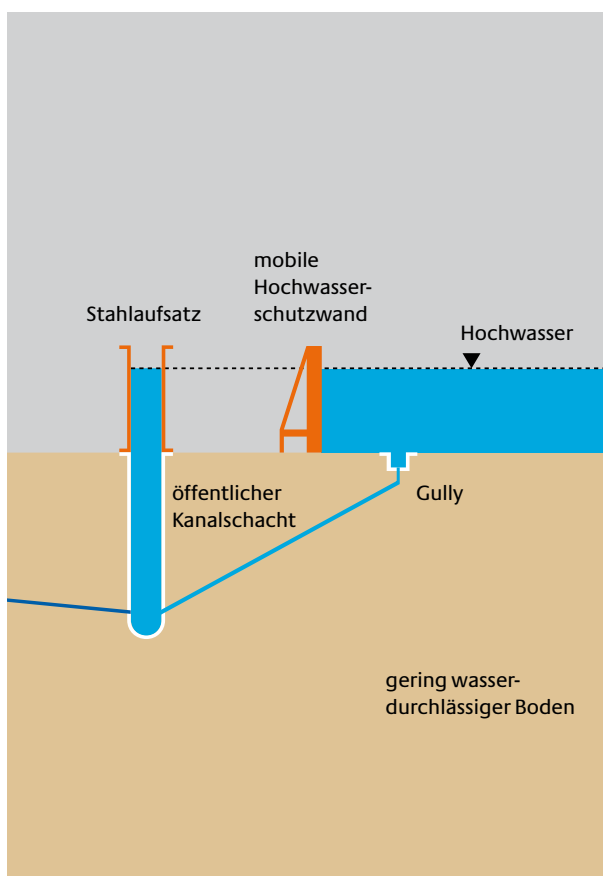 mobile
Hochwasser-
schutzwand
Stahlaufsatz
Hochwasser
öffentlicher
Kanalschacht
Gully
gering wasser-
durchlässiger Boden